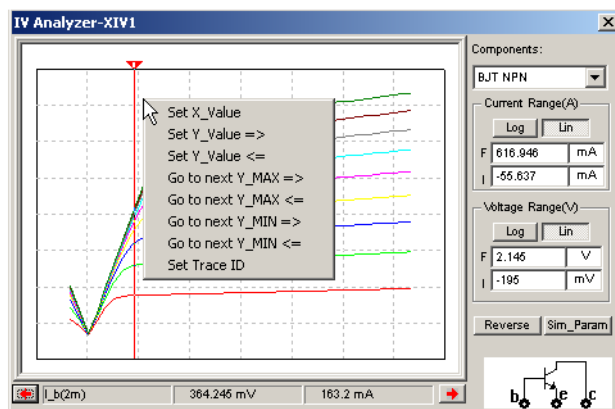 IV Analyzer-XIV1
Components:
BJT NPN
Current Range(A)
Log Lin
F 616.946 mA
I -55.637 mA
Voltage Range(V)
Log Lin
F 2.145 V
I -195 mV
Reverse Sim_Param
b e c
1
Set X_Value
Set Y_Value =>
Set Y_Value <=
Go to next Y_MAX =>
Go to next Y_MAX <=
Go to next Y_MIN =>
Go to next Y_MIN <=
Set Trace ID
I_b(2m) 364.245 mV 163.2 mA